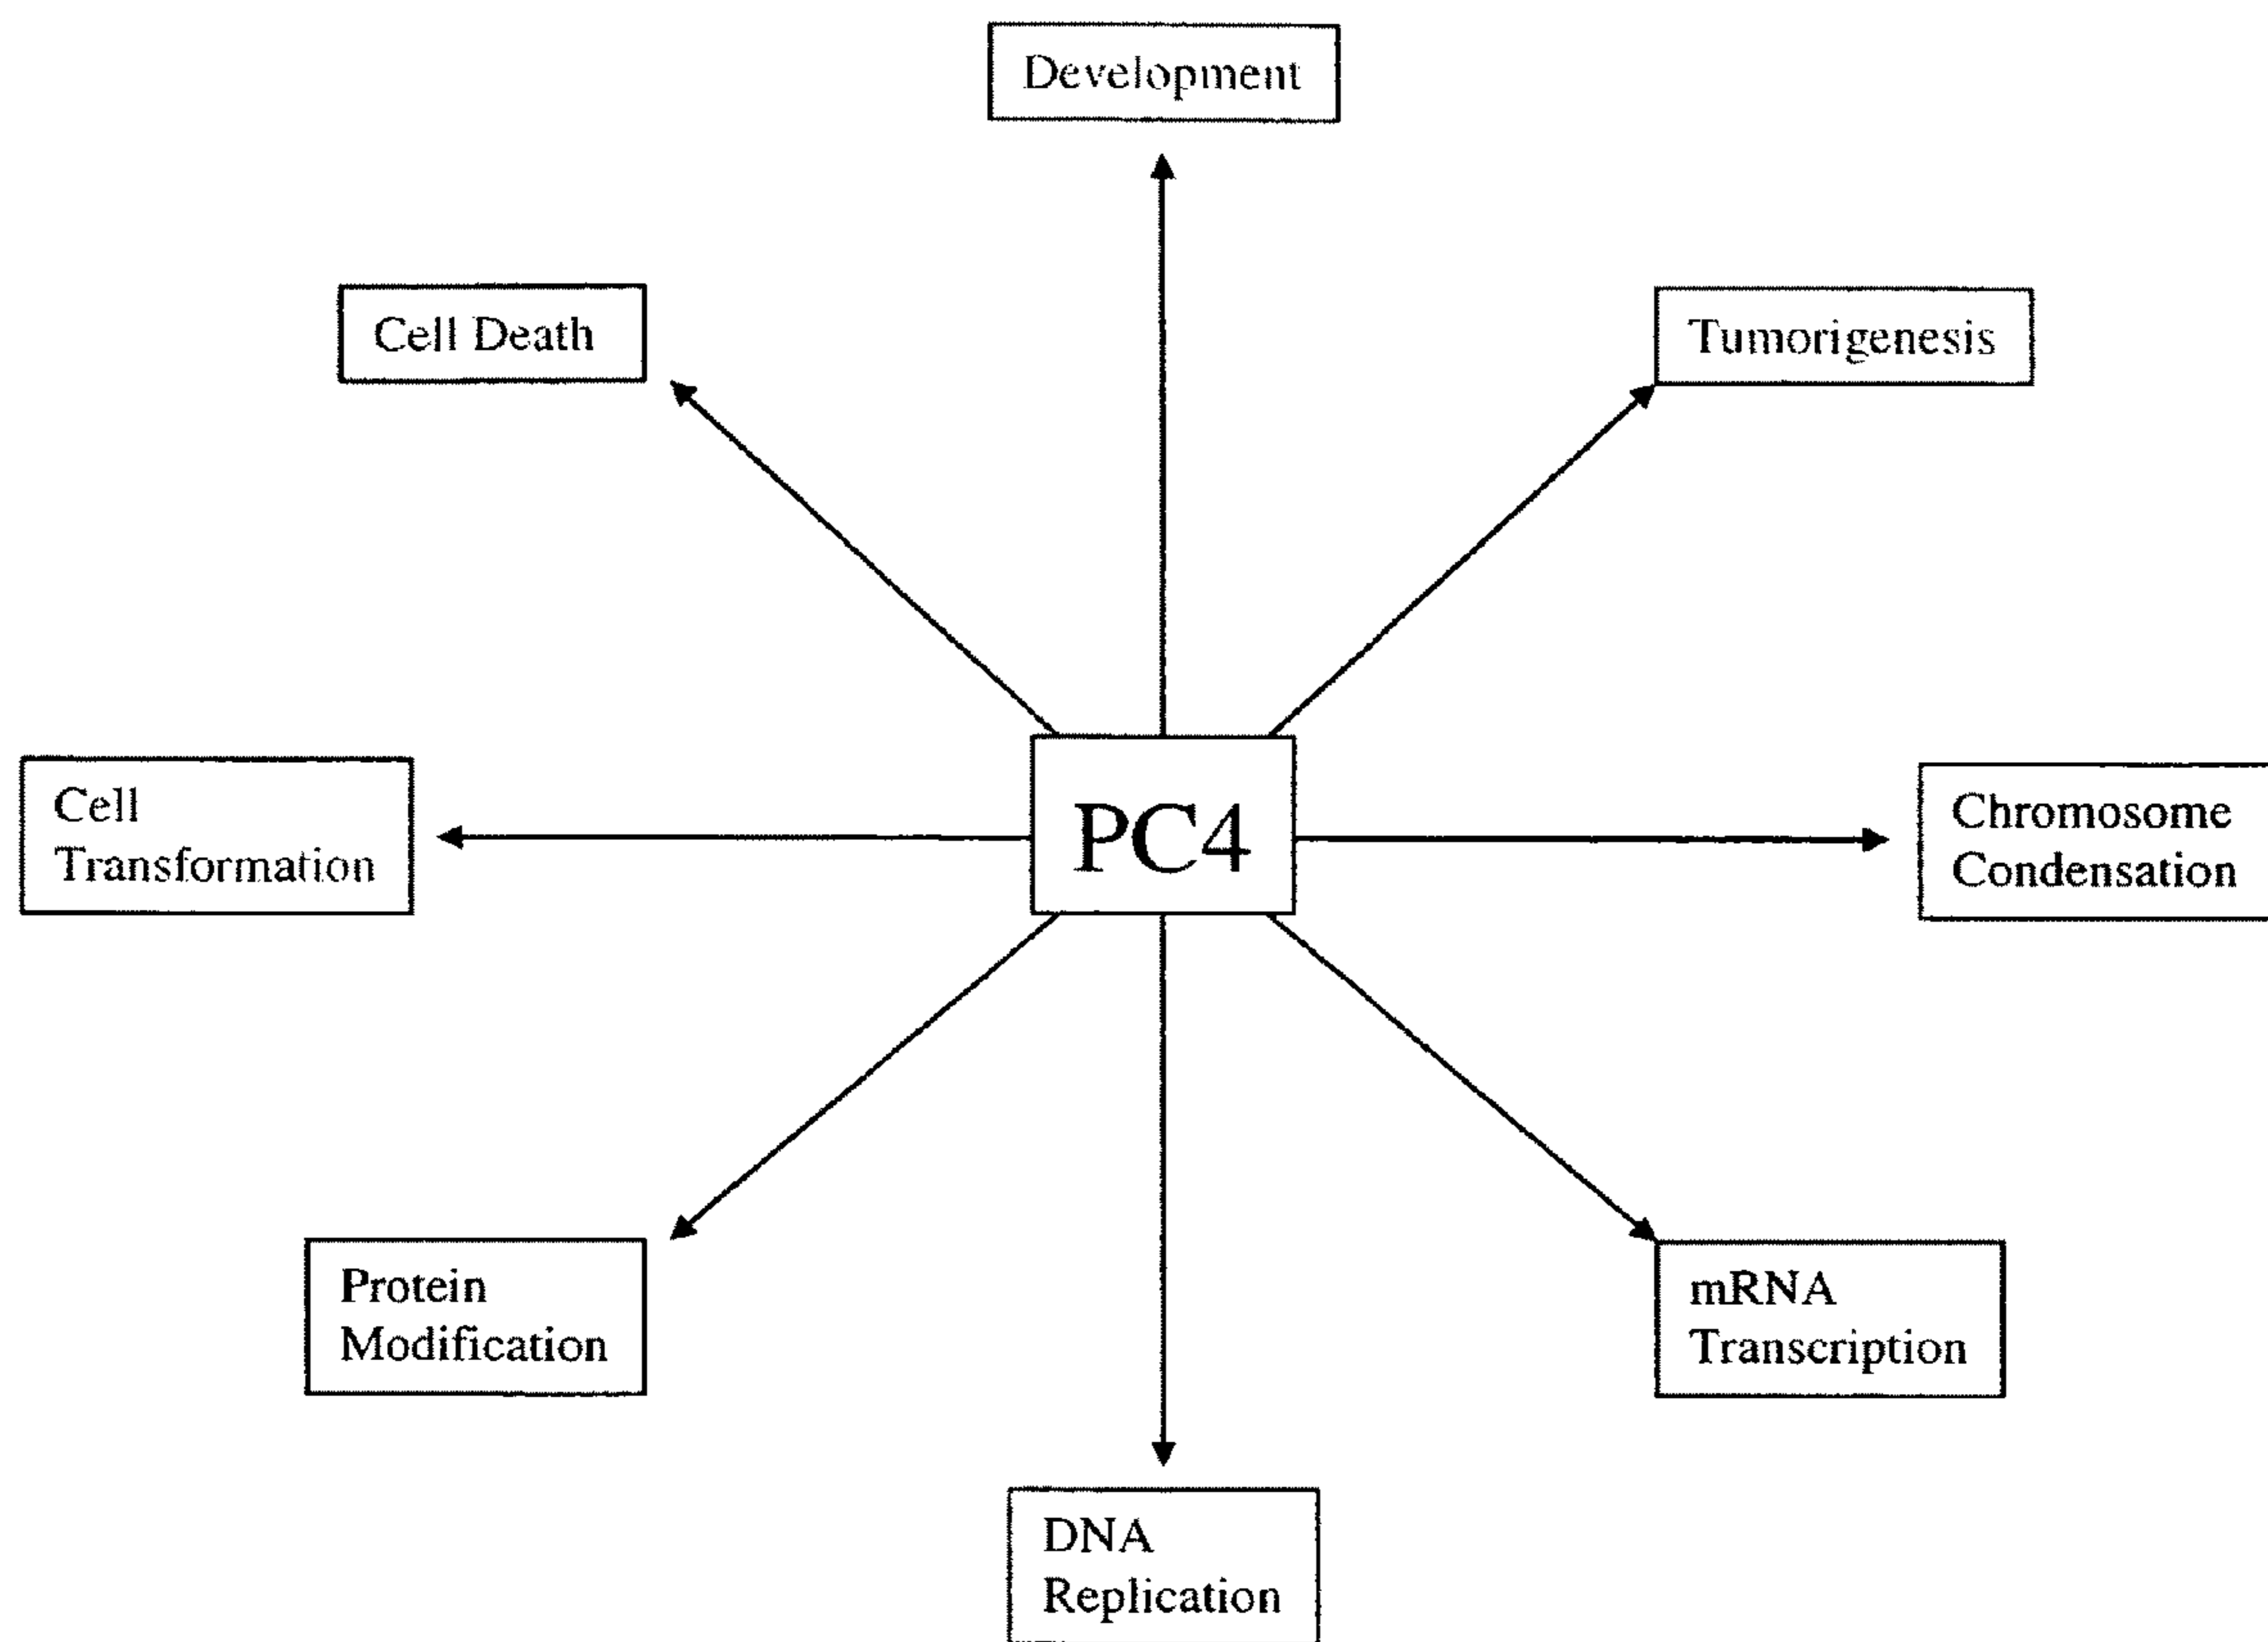 Development
Cell Death
Tumorigenesis
Cell
Transformation
PC4
Chromosome
Condensation
Protein
Modification
mRNA
Transcription
DNA
Replication